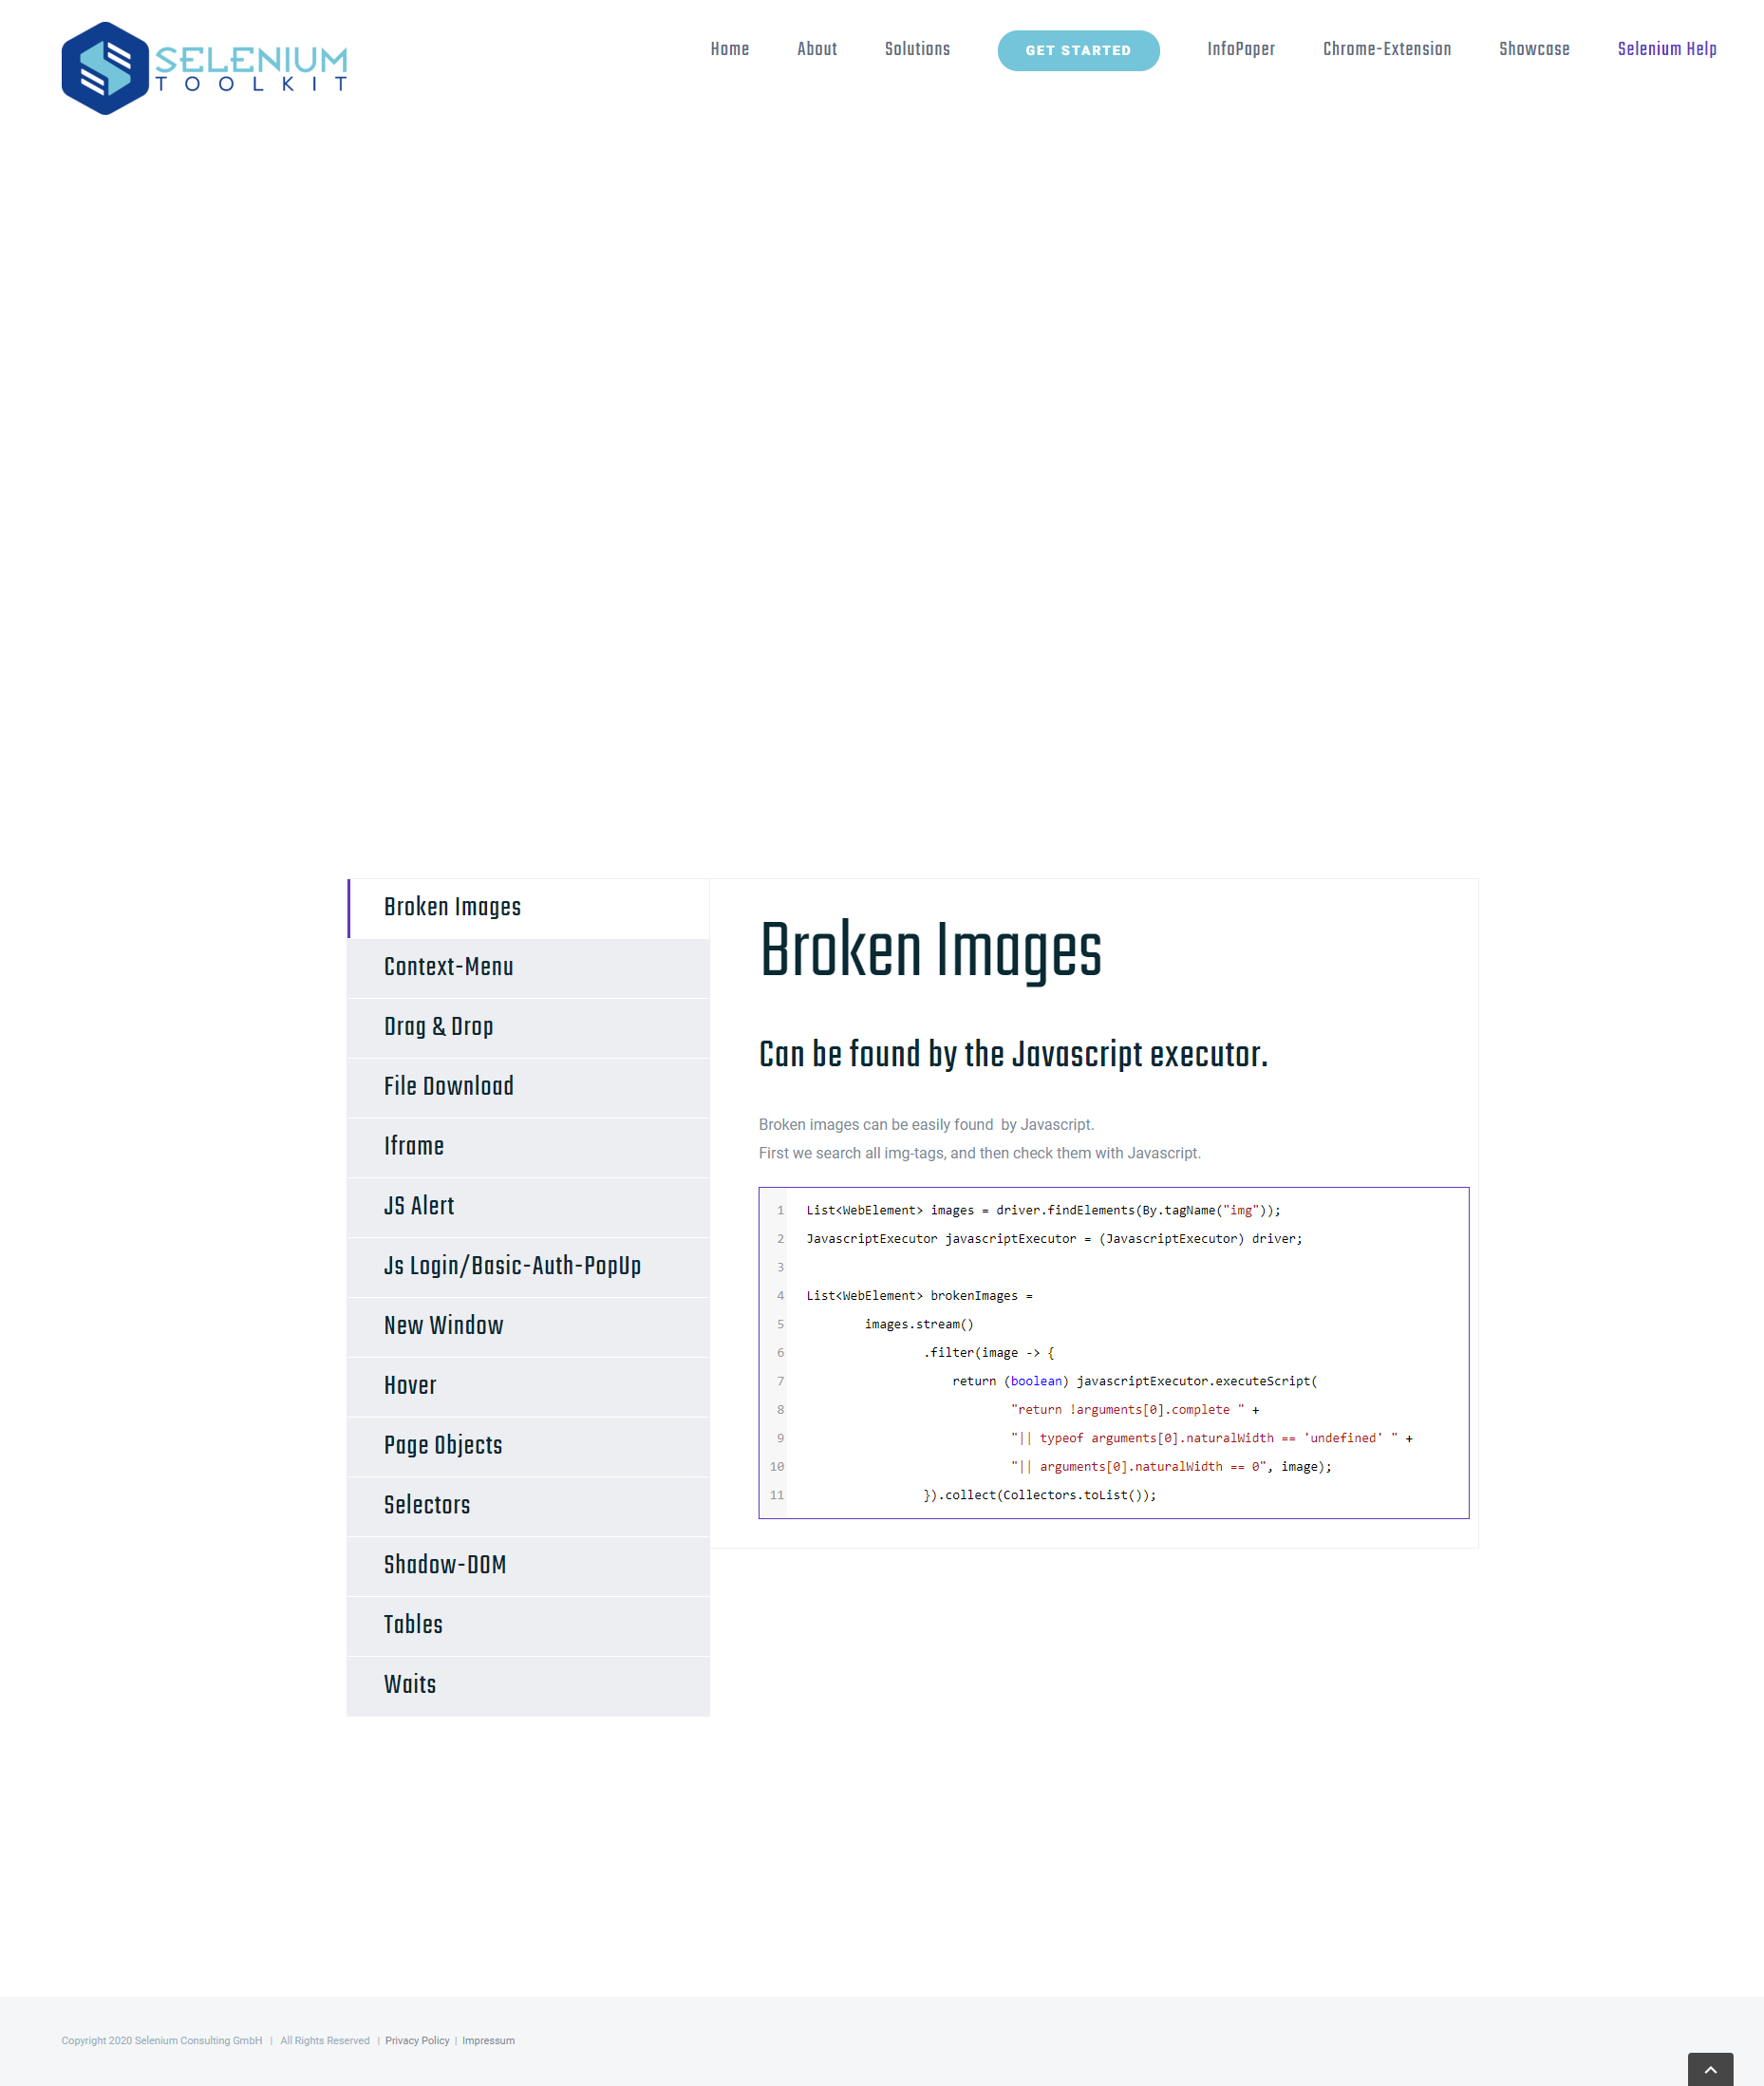 SELENIUM
TOOLKIT
Home About Solutions GET STARTED InfoPaper Chrome-Extension Showcase Selenium Help
Broken Images
Context-Menu
Drag & Drop
File Download
Iframe
JS Alert
Js Login/Basic-Auth-PopUp
New Window
Hover
Page Objects
Selectors
Shadow-DOM
Tables
Waits
Broken Images
Can be found by the Javascript executor.
Broken images can be easily found  by Javascript.
First we search all img-tags, and then check them with Javascript.
1 List<WebElement> images = driver.findElements(By.tagName("img"));
2 JavascriptExecutor javascriptExecutor = (JavascriptExecutor) driver;
3
4 List<WebElement> brokenImages =
5         images.stream()
6                 .filter(image -> {
7                     return (boolean) javascriptExecutor.executeScript(
8                             "return !arguments[0].complete " +
9                             "|| typeof arguments[0].naturalWidth == 'undefined' " +
10                             "|| arguments[0].naturalWidth == 0", image);
11                 }).collect(Collectors.toList());
Copyright 2020 Selenium Consulting GmbH | All Rights Reserved | Privacy Policy | Impressum